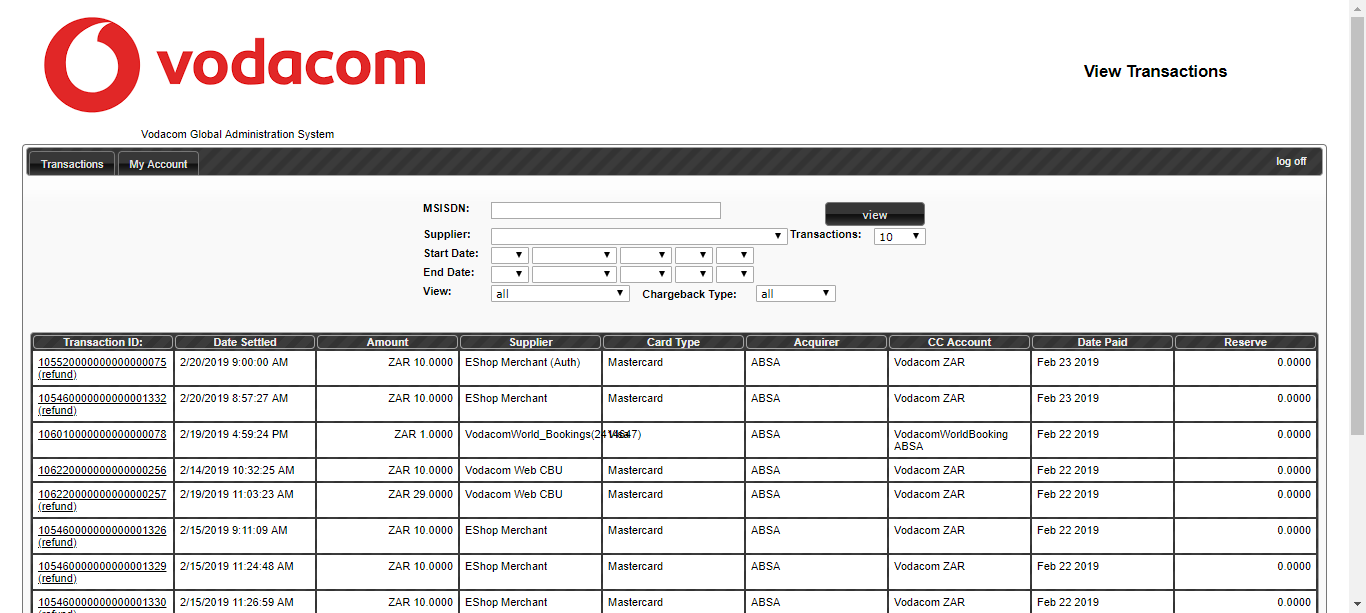 vodacom
View Transactions
Vodacom Global Administration System
Transactions My Account log off
MSISDN: view
Supplier: Transactions: 10
Start Date:
End Date:
View: all Chargeback Type: all
Transaction ID: Date Settled Amount Supplier Card Type Acquirer CC Account Date Paid Reserve
105520000000000000075 2/20/2019 9:00:00 AM ZAR 10.0000 EShop Merchant (Auth) Mastercard ABSA Vodacom ZAR Feb 23 2019 0.0000
(refund)
105460000000000001332 2/20/2019 8:57:27 AM ZAR 10.0000 EShop Merchant Mastercard ABSA Vodacom ZAR Feb 23 2019 0.0000
(refund)
106010000000000000078 2/19/2019 4:59:24 PM ZAR 1.0000 VodacomWorld_Bookings( ABSA VodacomWorldBooking Feb 22 2019 0.0000
ABSA
106220000000000000256 2/14/2019 10:32:25 AM ZAR 10.0000 Vodacom Web CBU Mastercard ABSA Vodacom ZAR Feb 22 2019 0.0000
106220000000000000257 2/19/2019 11:03:23 AM ZAR 29.0000 Vodacom Web CBU Mastercard ABSA Vodacom ZAR Feb 22 2019 0.0000
(refund)
105460000000000001326 2/15/2019 9:11:09 AM ZAR 10.0000 EShop Merchant Mastercard ABSA Vodacom ZAR Feb 22 2019 0.0000
(refund)
105460000000000001329 2/15/2019 11:24:48 AM ZAR 10.0000 EShop Merchant Mastercard ABSA Vodacom ZAR Feb 22 2019 0.0000
(refund)
105460000000000001330 2/15/2019 11:26:59 AM ZAR 10.0000 EShop Merchant Mastercard ABSA Vodacom ZAR Feb 22 2019 0.0000